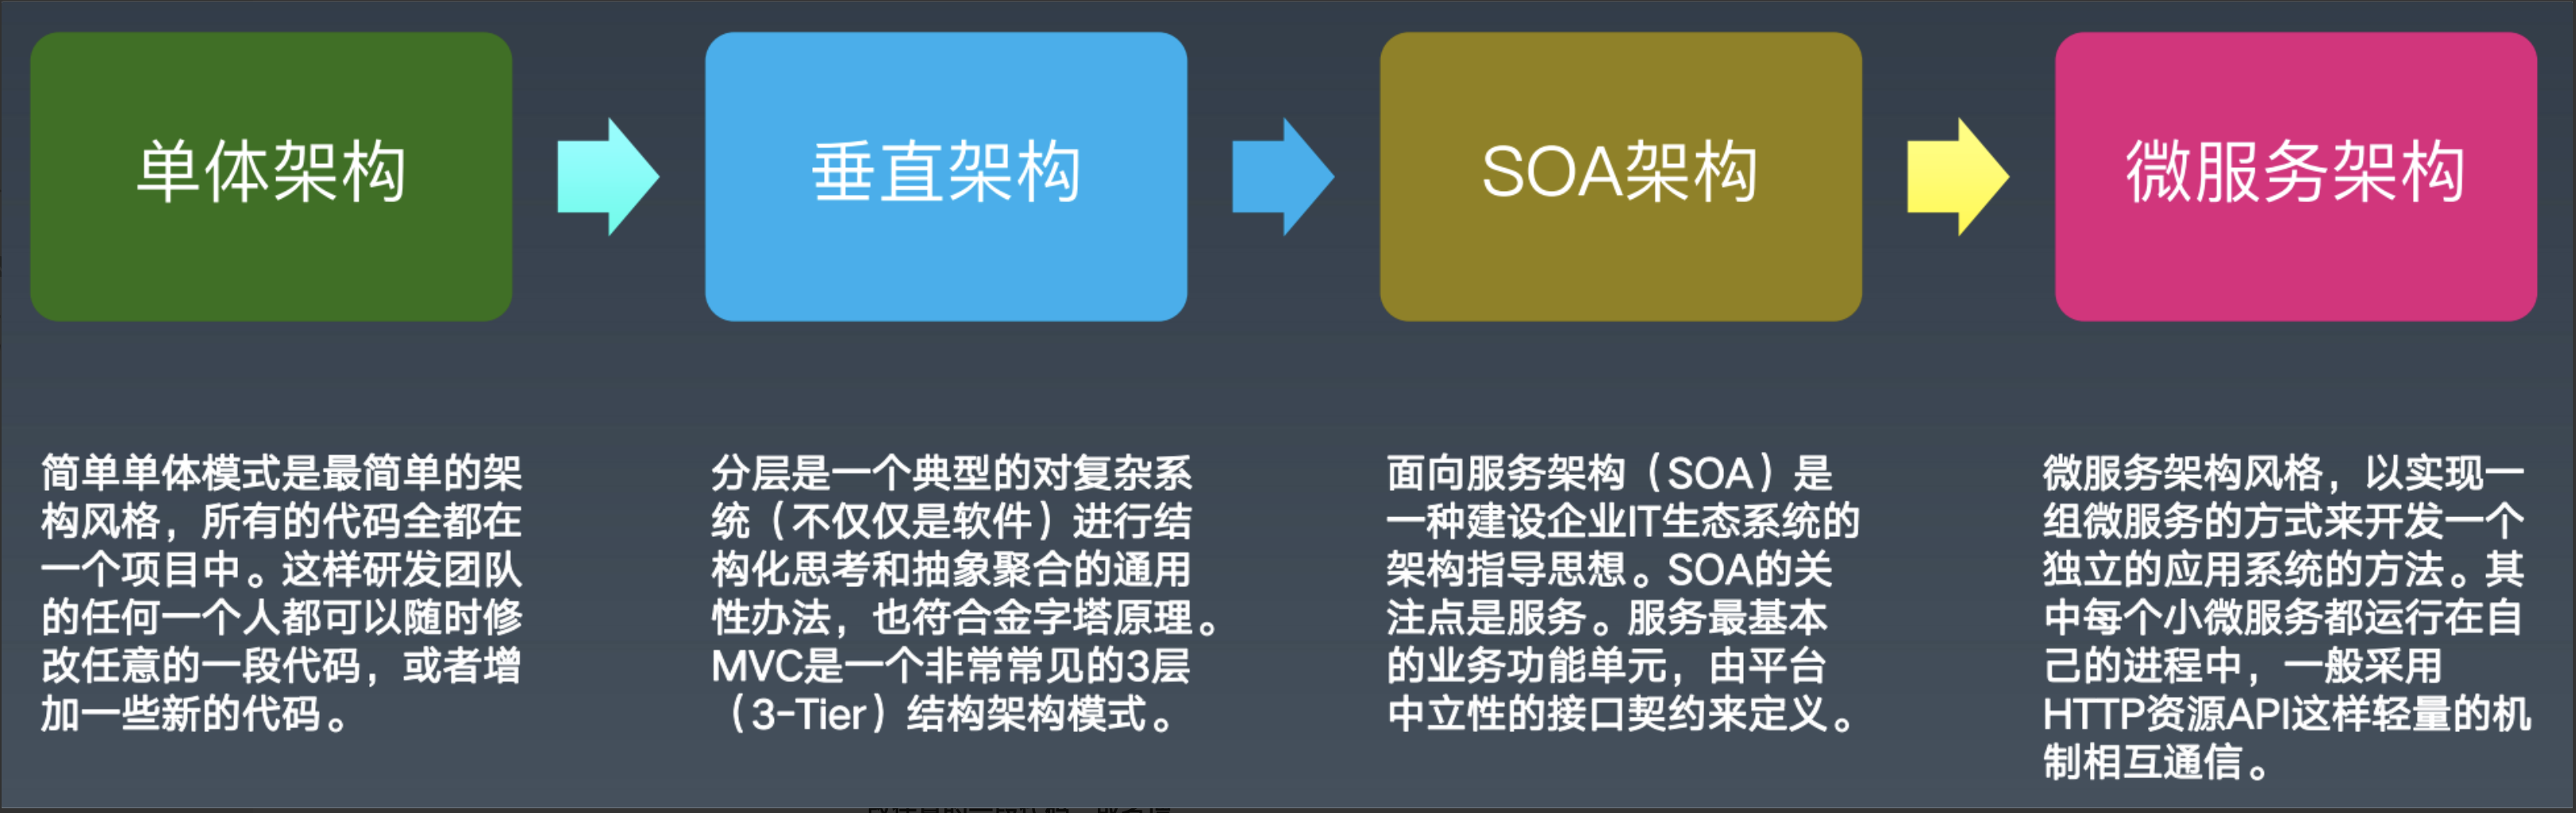 单体架构
垂直架构
SOA架构
微服务架构
简单单体模式是最简单的架
构风格，所有的代码全都在
一个项目中。这样研发团队
的任何一个人都可以随时修
改任意的一段代码，或者增
加一些新的代码。
分层是一个典型的对复杂系
统（不仅仅是软件）进行结
构化思考和抽象聚合的通用
性办法，也符合金字塔原理。
MVC是一个非常常见的3层
（3-Tier）结构架构模式。
面向服务架构（SOA）是
一种建设企业IT生态系统的
架构指导思想。SOA的关
注点是服务。服务最基本
的业务功能单元，由平台
中立性的接口契约来定义。
微服务架构风格，以实现一
组微服务的方式来开发一个
独立的应用系统的方法。其
中每个小微服务都运行在自
己的进程中，一般采用
HTTP资源API这样轻量的机
制相互通信。